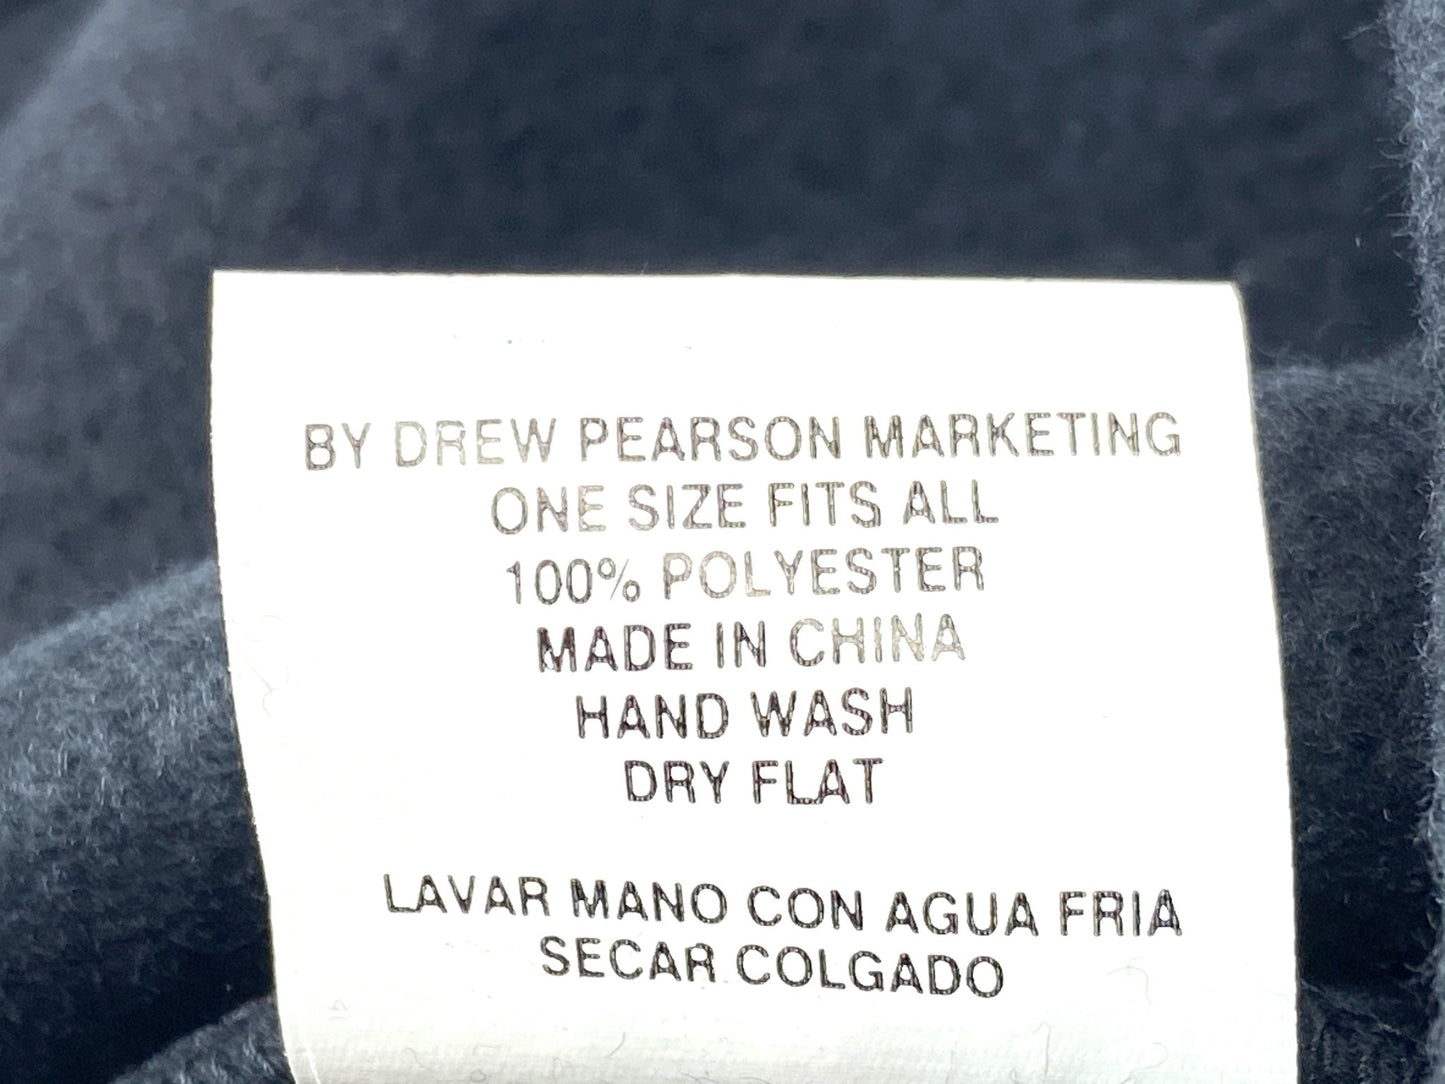 BY DREW PEARSON MARKETING
ONE SIZE FITS ALL
100% POLYESTER
MADE IN CHINA
HAND WASH
DRY FLAT
LAVAR MANO CON AGUA FRIA
SECAR COLGADO